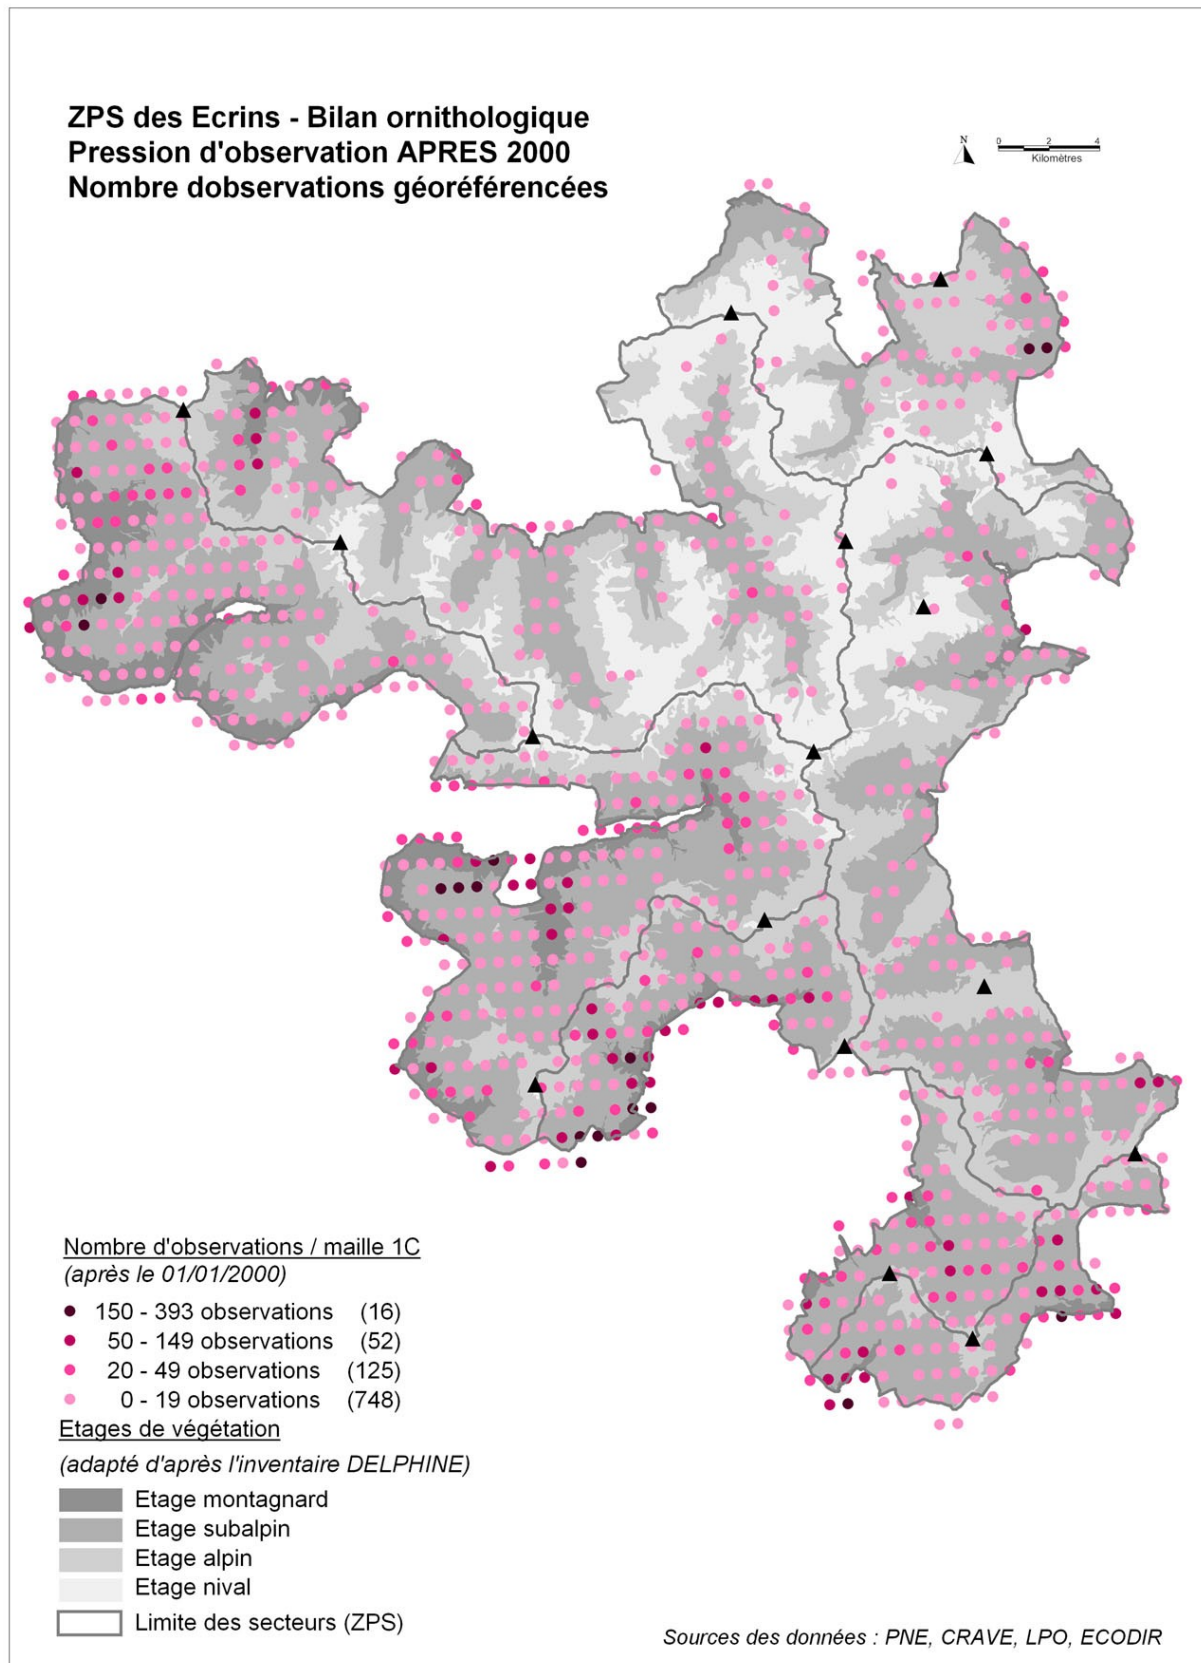 ZPS des Ecrins - Bilan ornithologique
Pression d'observation APRES 2000
Nombre dobservations géoréférencées
N
0 2 4
Kilomètres
Nombre d'observations / maille 1C
(après le 01/01/2000)
150 - 393 observations (16)
50 - 149 observations (52)
20 - 49 observations (125)
0 - 19 observations (748)
Etages de végétation
(adapté d'après l'inventaire DELPHINE)
Etage montagnard
Etage subalpin
Etage alpin
Etage nival
Limite des secteurs (ZPS)
Sources des données : PNE, CRAVE, LPO, ECODIR